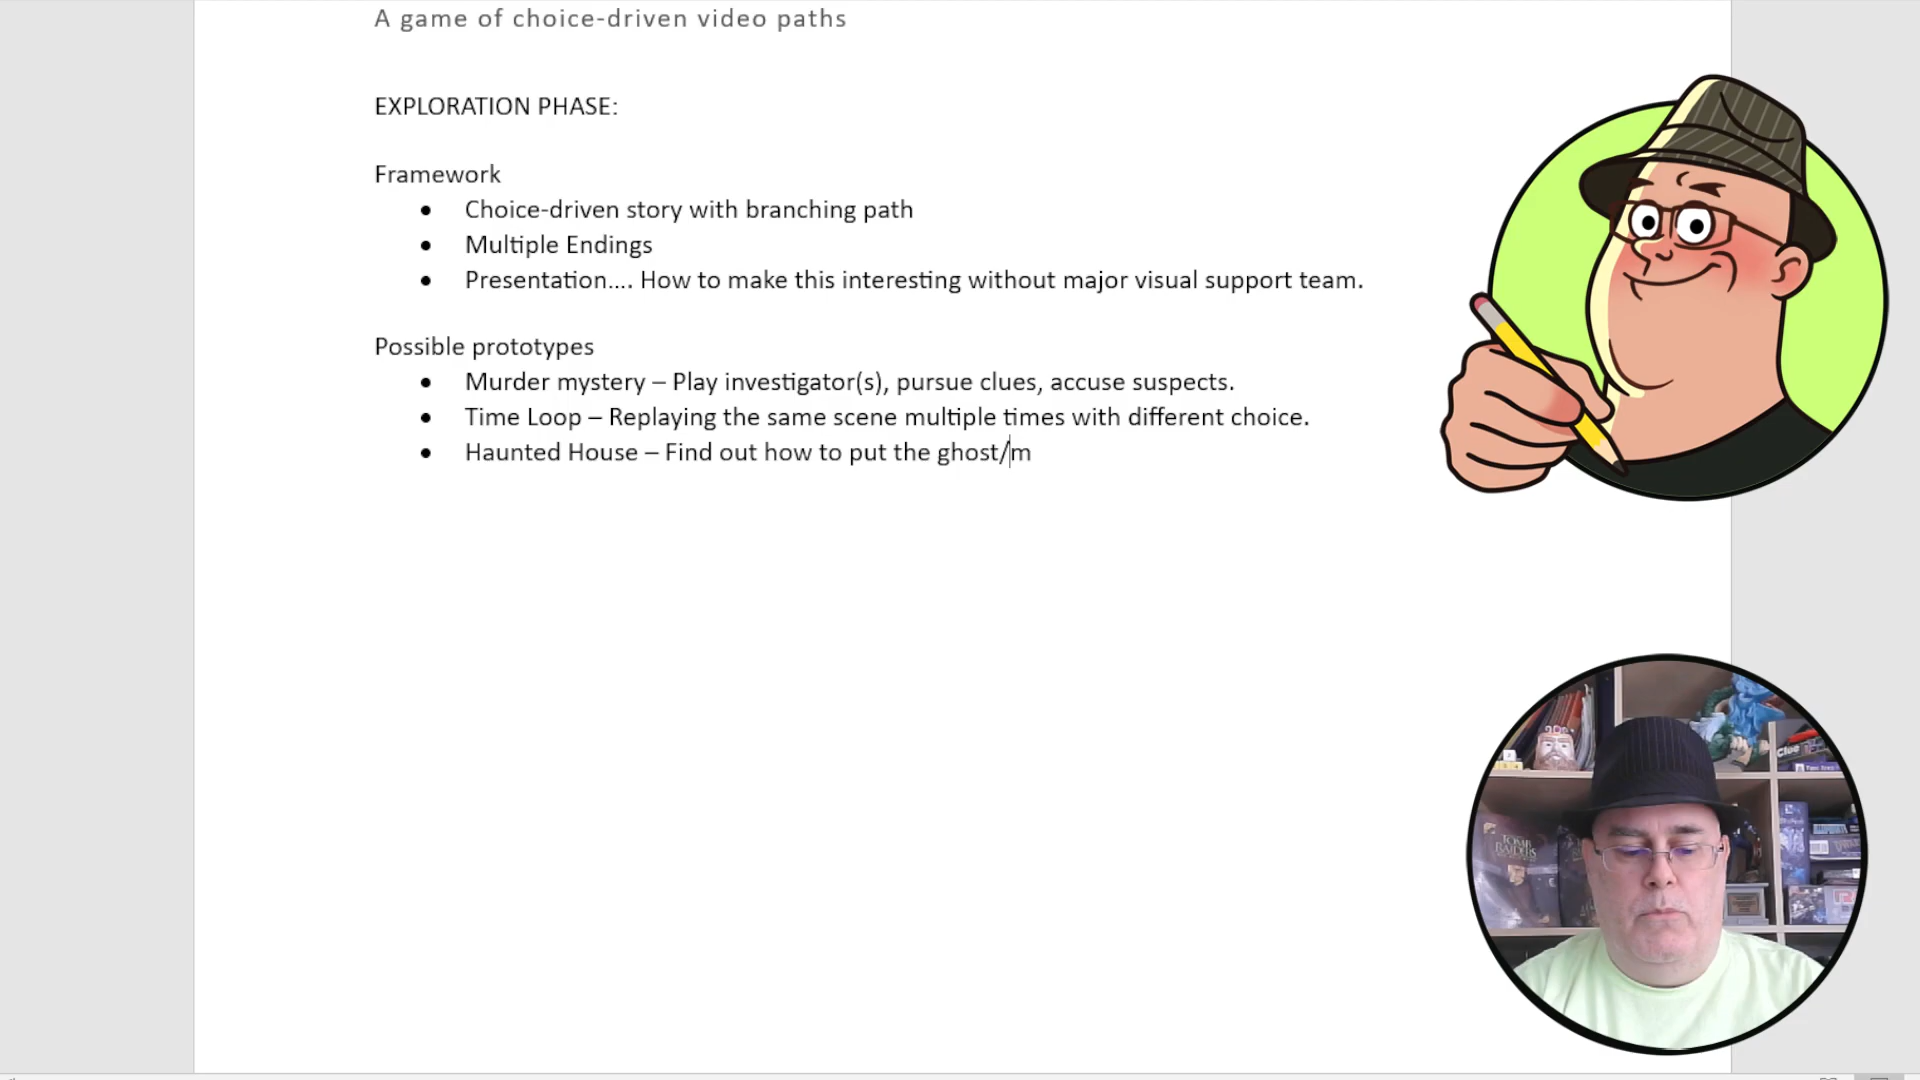 A game of choice-driven video paths
EXPLORATION PHASE:
Framework
• Choice-driven story with branching path
• Multiple Endings
• Presentation…. How to make this interesting without major visual support team.
Possible prototypes
• Murder mystery – Play investigator(s), pursue clues, accuse suspects.
• Time Loop – Replaying the same scene multiple times with different choice.
• Haunted House – Find out how to put the ghost/m
Clue
TOMB
RAIDERS